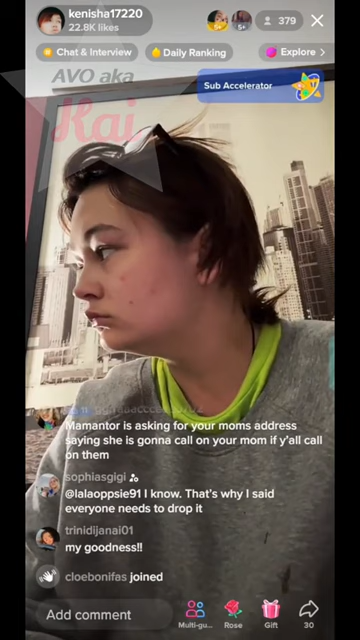 kenisha17220
22.8K likes
5+
379
Chat & Interview
Daily Ranking
Explore >
AVO aka
Kai
Sub Accelerator
Mamantor is asking for your moms address
saying she is gonna call on your mom if y'all call
on them
sophiasgigi
@lalaoppsie91 I know. That's why I said
everyone needs to drop it
trinidijanai01
my goodness!!
cloebonifas joined
Add comment
Multi-gu...
Rose
Gift
30